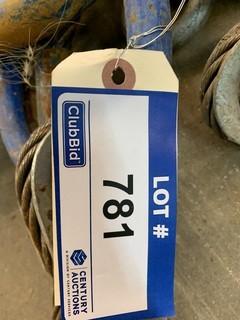 LOT #
781
ClubBid
CENTURY
AUCTIONS